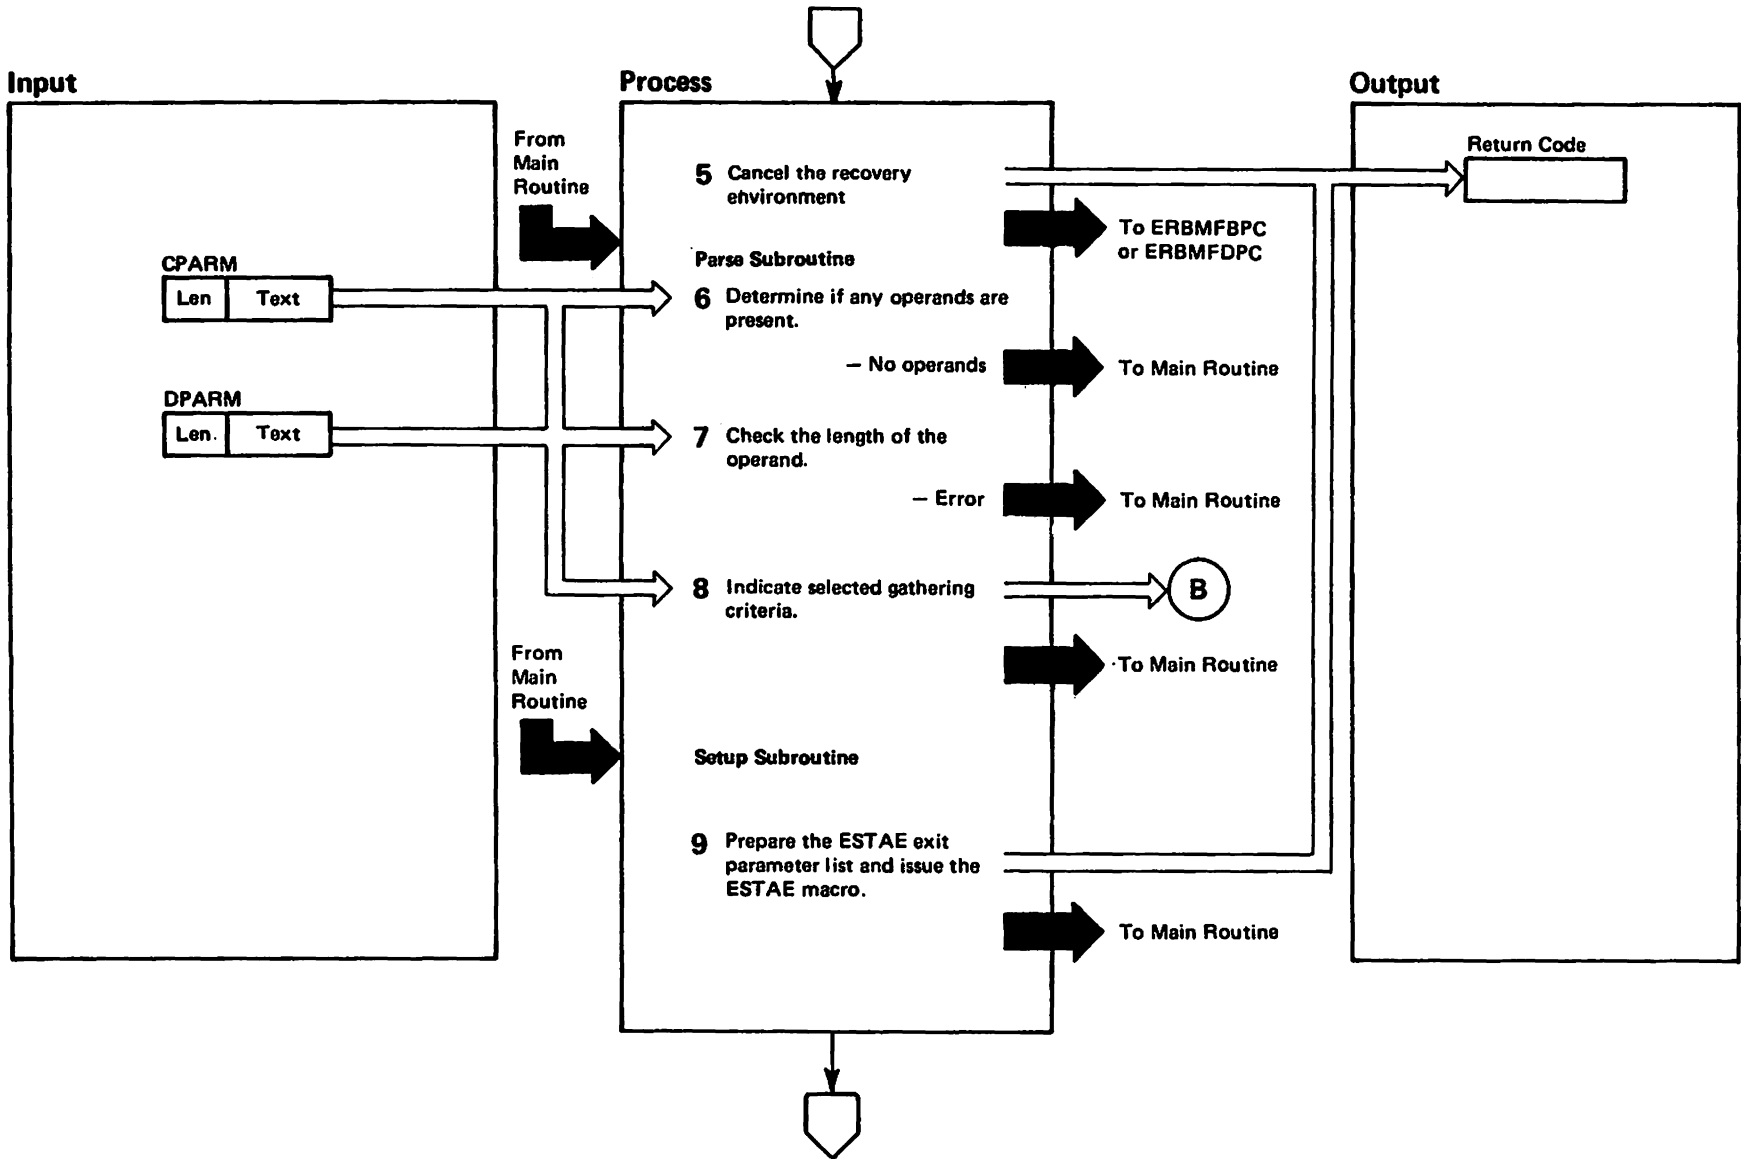 Input
Process
Output
From
Main
Routine
5 Cancel the recovery
environment
Return Code
To ERBMFBPC
or ERBMFDPC
Parse Subroutine
CPARM
Len Text
6 Determine if any operands are
present.
– No operands
To Main Routine
DPARM
Len. Text
7 Check the length of the
operand.
– Error
To Main Routine
8 Indicate selected gathering
criteria.
B
To Main Routine
From
Main
Routine
Setup Subroutine
9 Prepare the ESTAE exit
parameter list and issue the
ESTAE macro.
To Main Routine